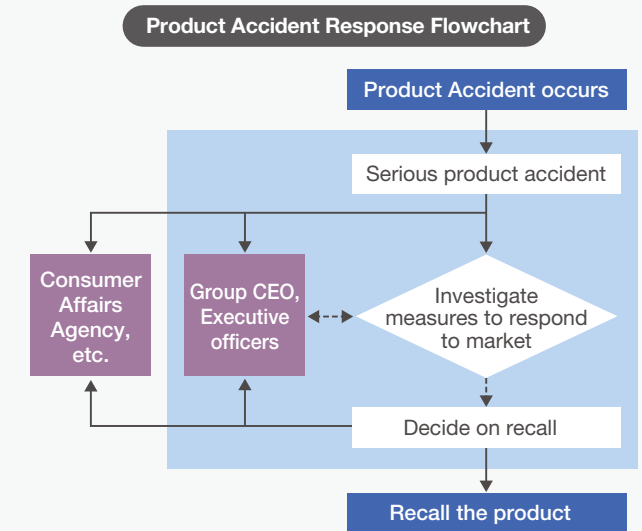 Product Accident Response Flowchart
Product Accident occurs
Serious product accident
Consumer
Affairs
Agency,
etc.
Group CEO,
Executive
officers
Investigate
measures to respond
to market
Decide on recall
Recall the product